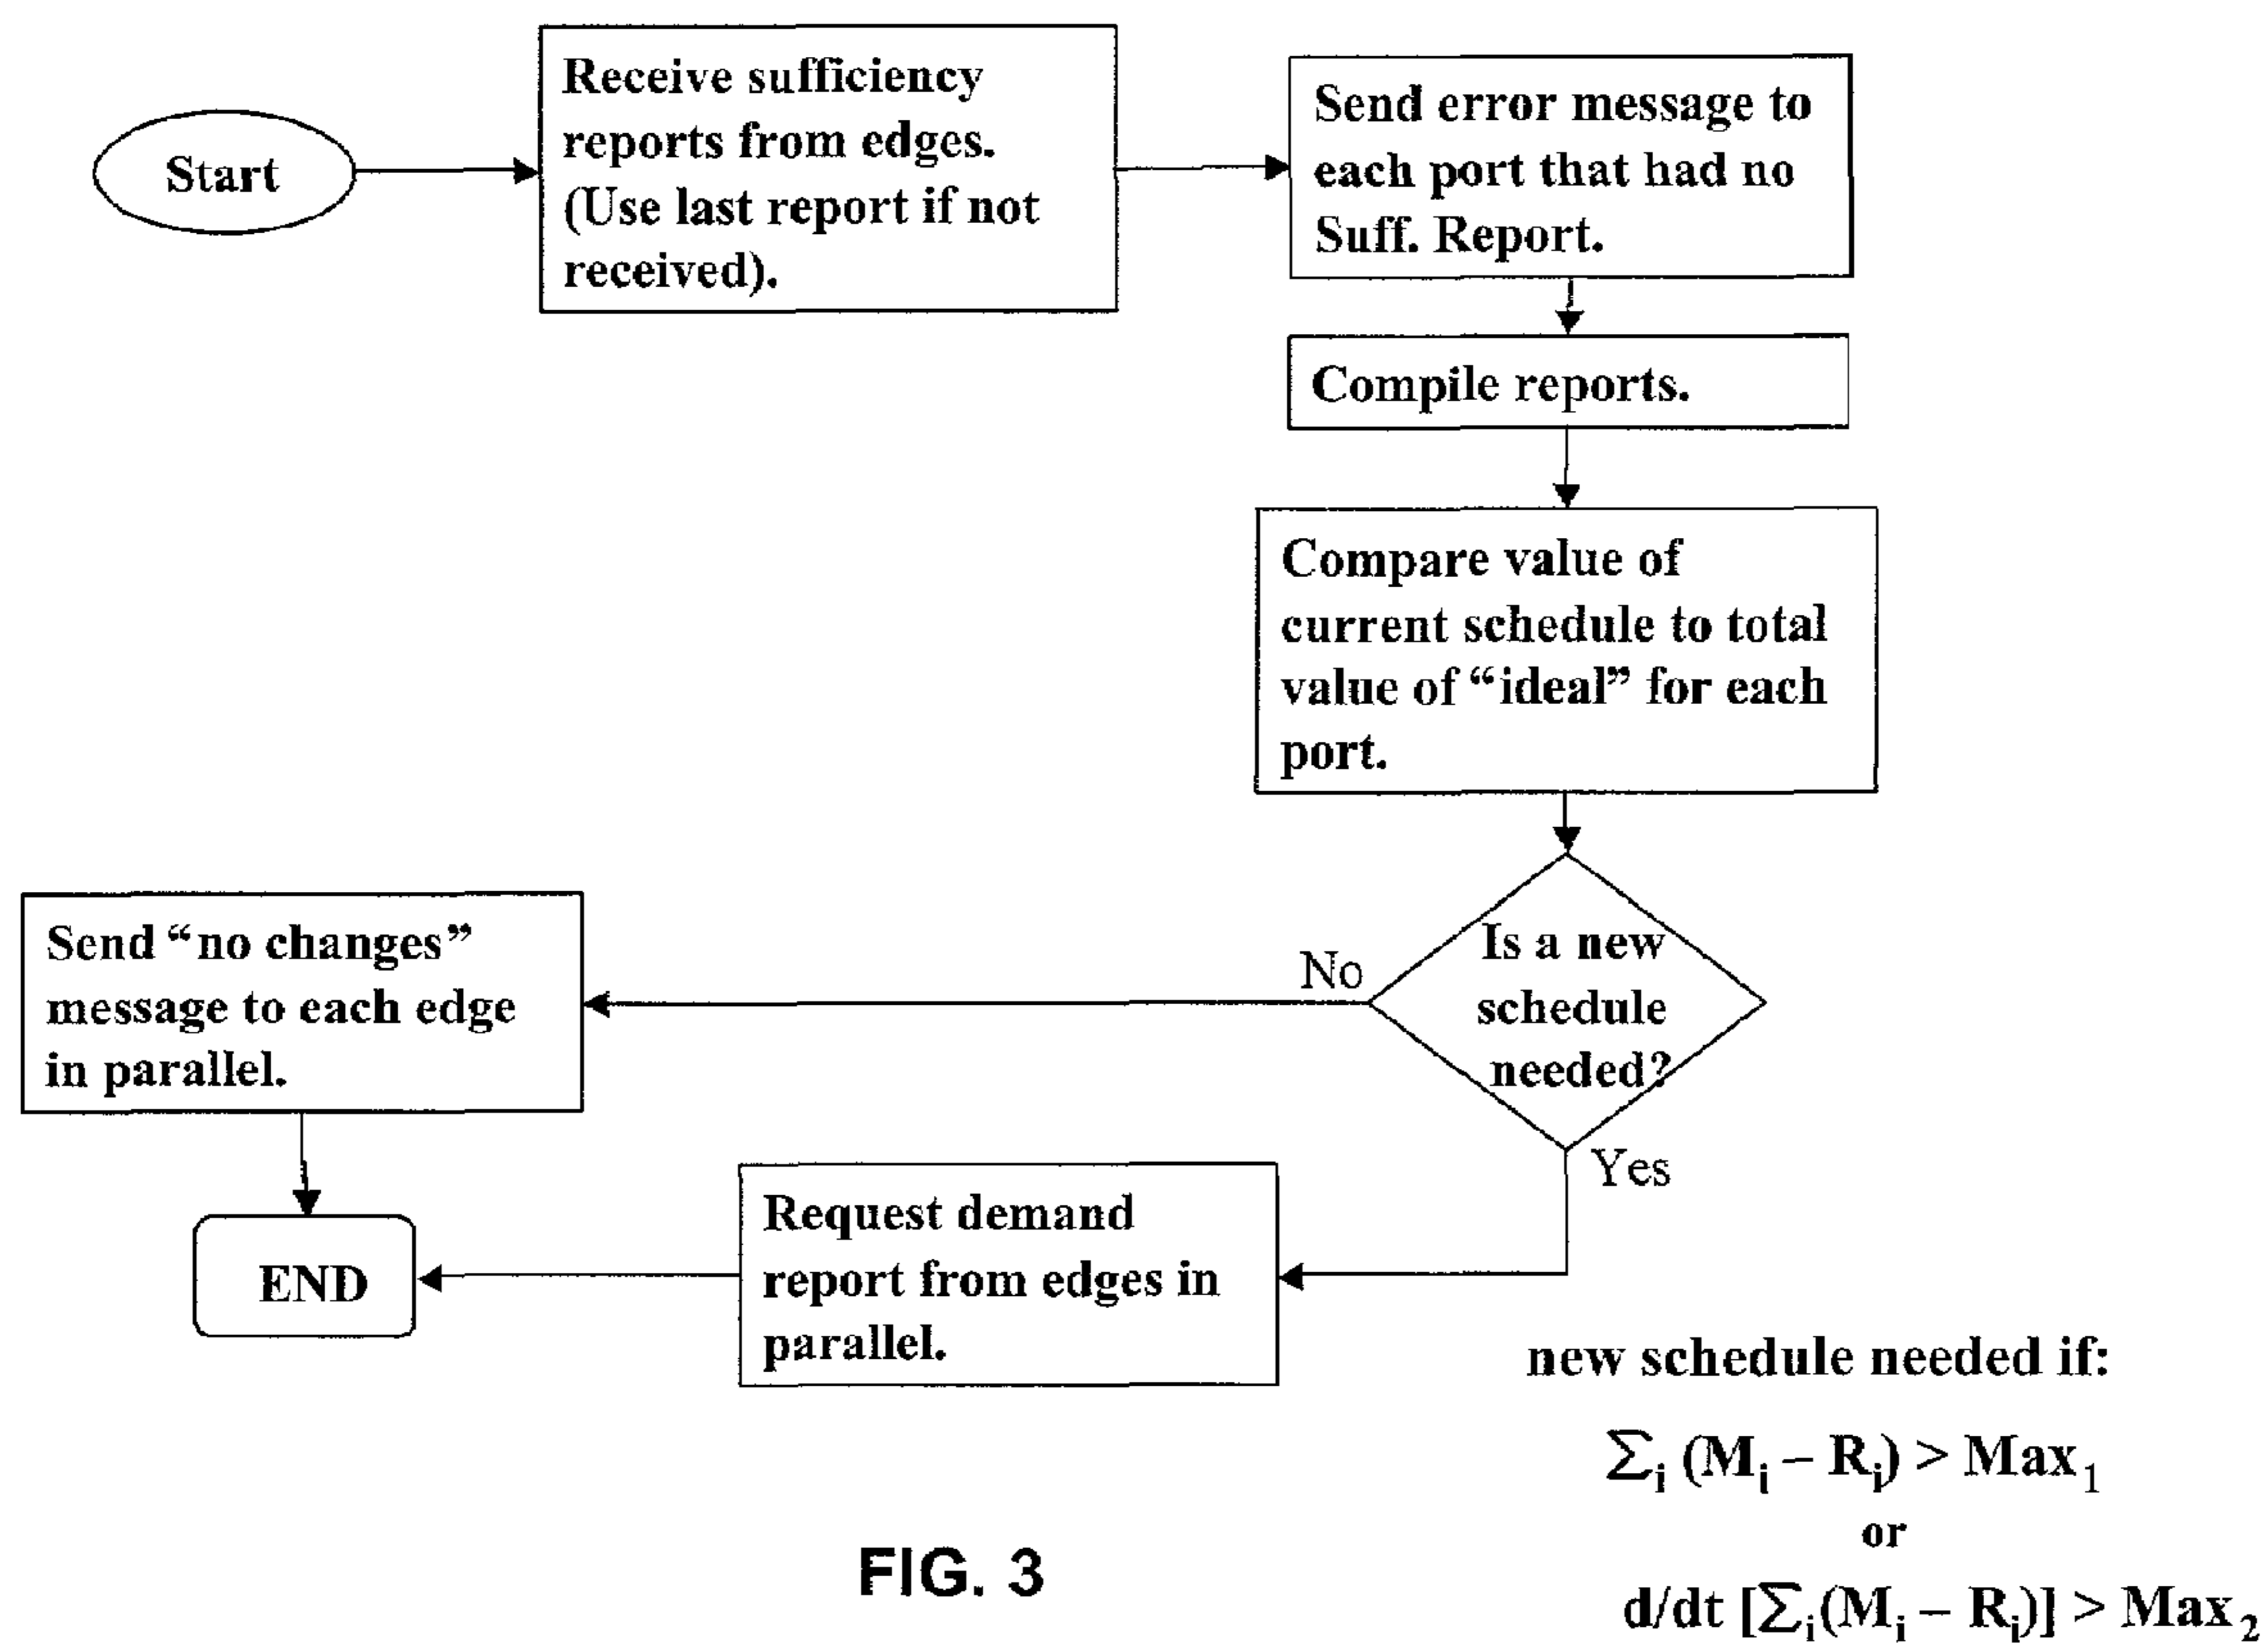 Start
Receive sufficiency
reports from edges.
(Use last report if not
received).
Send error message to
each port that had no
Suff. Report.
Compile reports.
Compare value of
current schedule to total
value of “ideal” for each
port.
Is a new
schedule
needed?
No
Yes
Send “no changes”
message to each edge
in parallel.
Request demand
report from edges in
parallel.
END
new schedule needed if:
∑i (Mi – Ri) > Max1
or
d/dt [∑i(Mi – Ri)] > Max2
FIG. 3